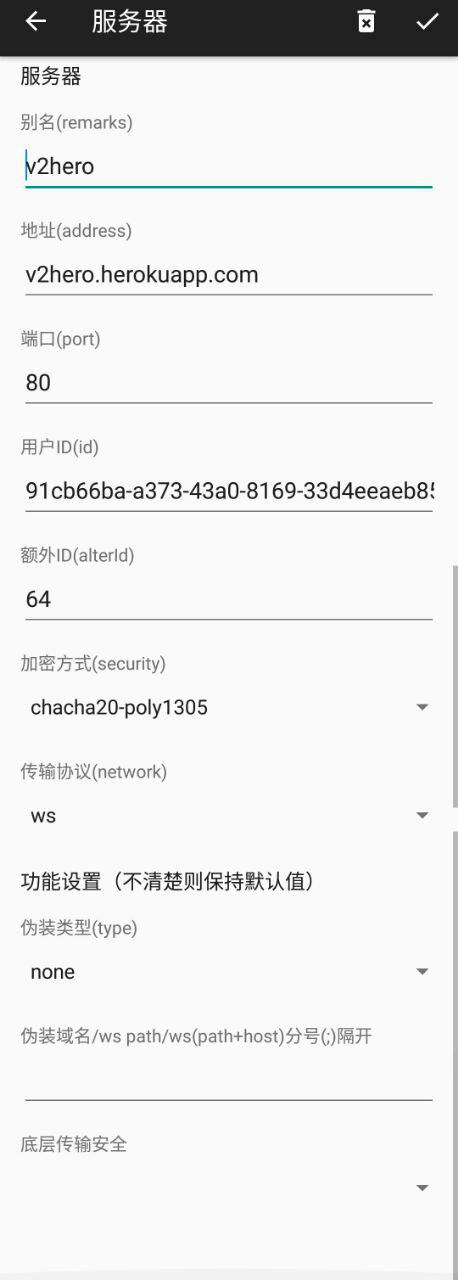 服务器
服务器
别名(remarks)
v2hero
地址(address)
v2hero.herokuapp.com
端口(port)
80
用户ID(id)
91cb66ba-a373-43a0-8169-33d4eeaeb85
额外ID(alterId)
64
加密方式(security)
chacha20-poly1305
传输协议(network)
ws
功能设置（不清楚则保持默认值）
伪装类型(type)
none
伪装域名/ws path/ws(path+host)分号(;)隔开
底层传输安全